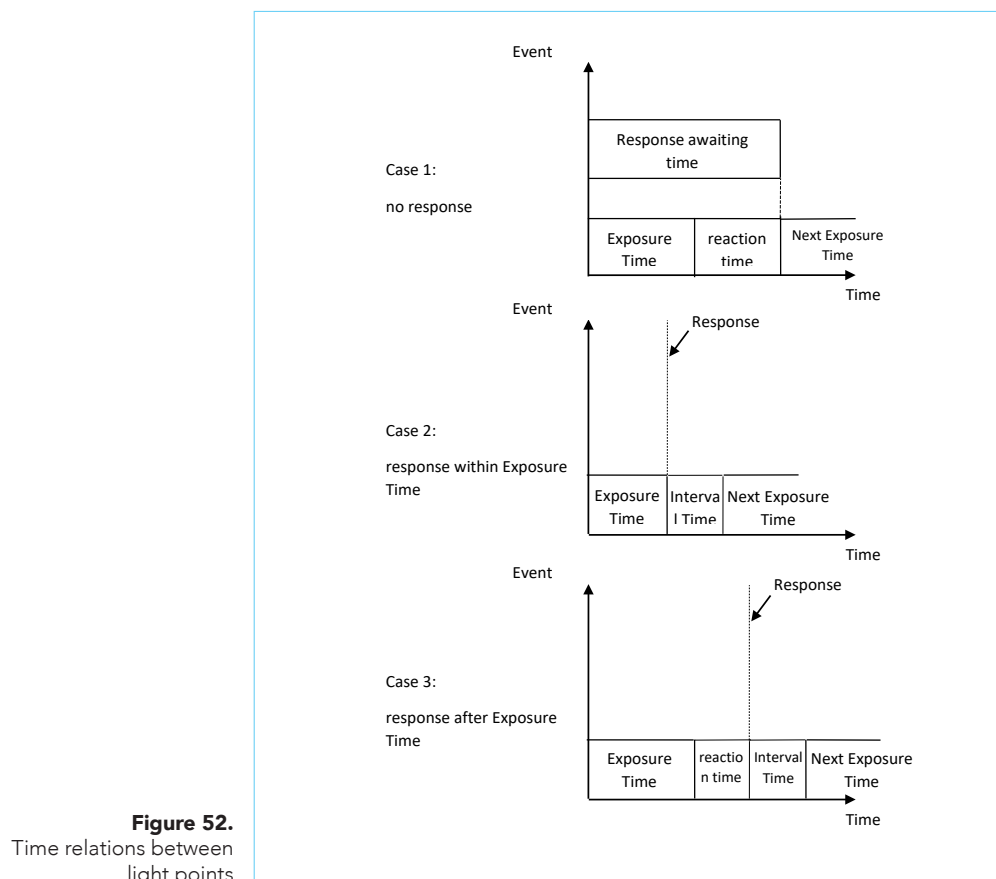 Event
Response awaiting
time
Case 1:
no response
Exposure
Time
reaction
time
Next Exposure
Time
Time
Event
Response
Case 2:
response within Exposure
Time
Exposure
Time
Interva
l Time
Next Exposure
Time
Time
Event
Response
Case 3:
response after Exposure
Time
Exposure
Time
reactio
n time
Interval
Time
Next Exposure
Time
Time
Figure 52.
Time relations between
light points